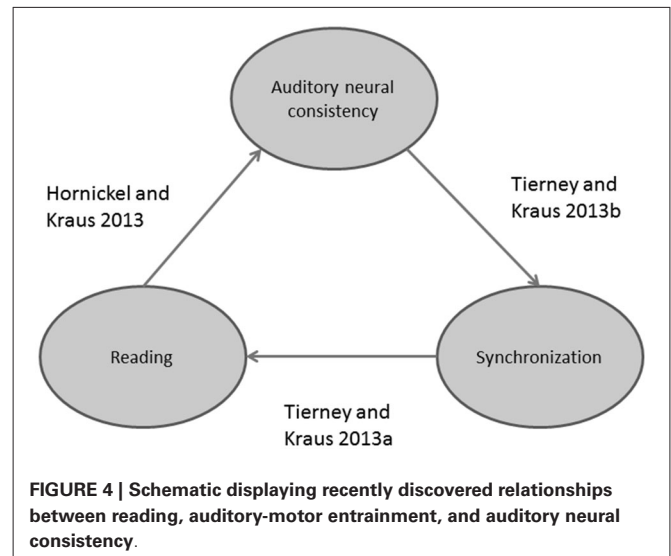 Auditory neural
consistency
Hornickel and
Kraus 2013
Tierney and
Kraus 2013b
Reading
Synchronization
Tierney and
Kraus 2013a
FIGURE 4 | Schematic displaying recently discovered relationships
between reading, auditory-motor entrainment, and auditory neural
consistency.